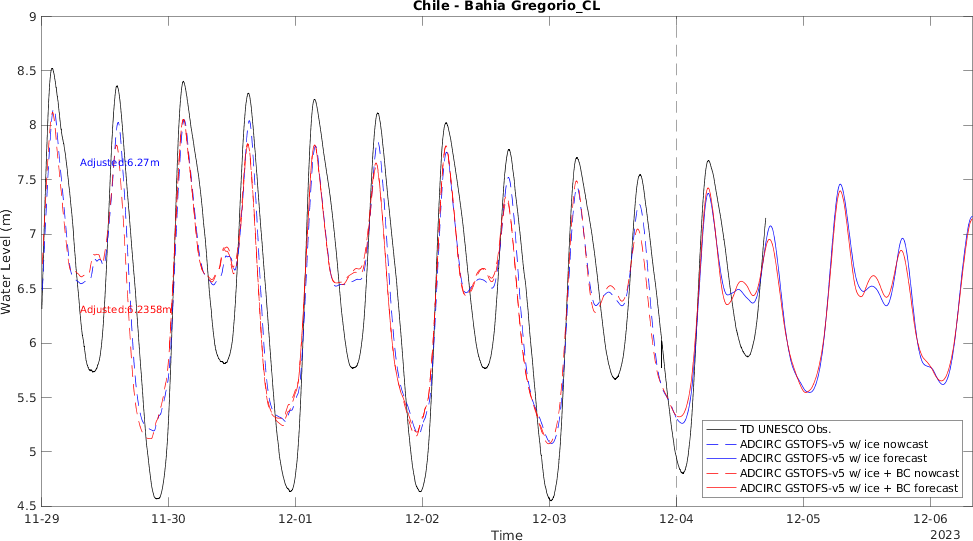 Chile - Bahia Gregorio_CL
9
8.5
8
7.5
7
6.5
6
5.5
5
4.5
Water Level (m)
Adjusted:6.27m
Adjusted:6.2358m
TD UNESCO Obs.
ADCIRC GSTOFS-v5 w/ ice nowcast
ADCIRC GSTOFS-v5 w/ ice forecast
ADCIRC GSTOFS-v5 w/ ice + BC nowcast
ADCIRC GSTOFS-v5 w/ ice + BC forecast
11-29 11-30 12-01 12-02 12-03 12-04 12-05 12-06
Time
2023